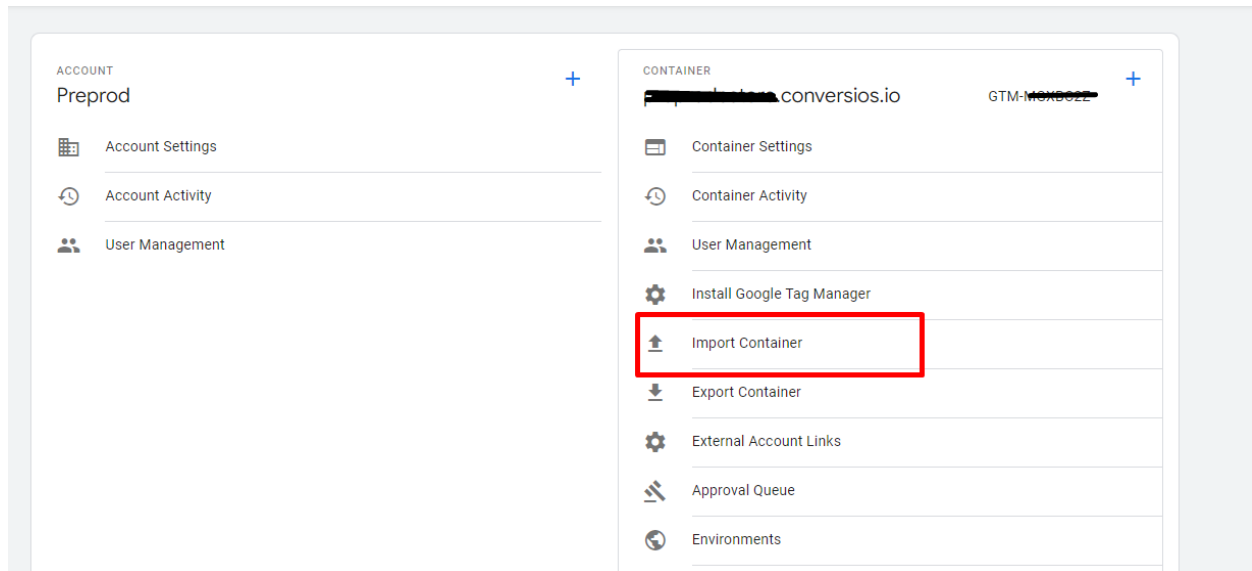 ACCOUNT
Preprod
Account Settings
Account Activity
User Management
CONTAINER
.conversios.io GTM-
Container Settings
Container Activity
User Management
Install Google Tag Manager
Import Container
Export Container
External Account Links
Approval Queue
Environments